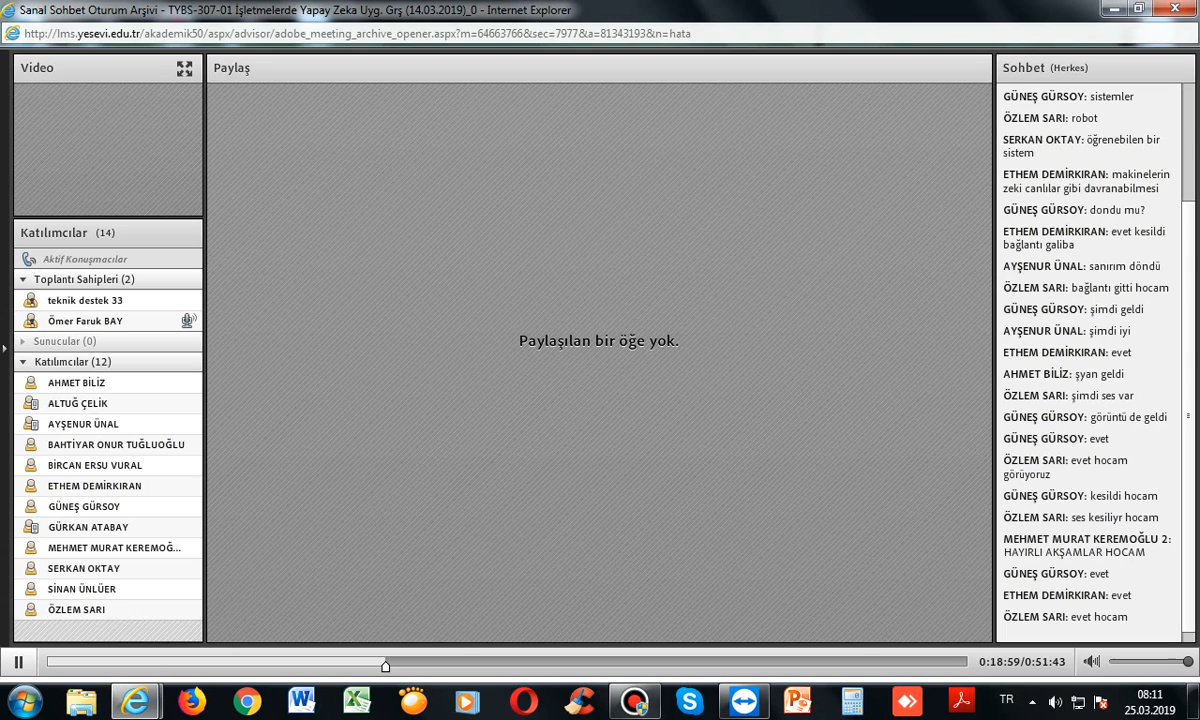 Sanal Sohbet Oturum Arşivi - TYBS-307-01 İşletmelerde Yapay Zeka Uyg. Grş (14.03.2019)_0 - Internet Explorer
http://lms.yesevi.edu.tr/akademik50/aspx/advisor/adobe_meeting_archive_opener.aspx?m=64663766&sec=7977&a=81343193&n=hata
Video
Katılımcılar (14)
Aktif Konuşmacılar
Toplantı Sahipleri (2)
teknik destek 33
Ömer Faruk BAY
Sunucular (0)
Katılımcılar (12)
AHMET BİLİZ
ALTUĞ ÇELİK
AYŞENUR ÜNAL
BAHTİYAR ONUR TUĞLUOĞLU
BİRCAN ERSU VURAL
ETHEM DEMİRKIRAN
GÜNEŞ GÜRSOY
GÜRKAN ATABAY
MEHMET MURAT KEREMOĞ...
SERKAN OKTAY
SİNAN ÜNLÜER
ÖZLEM SARI
Paylaş
Paylaşılan bir öğe yok.
Sohbet (Herkes)
GÜNEŞ GÜRSOY: sistemler
ÖZLEM SARI: robot
SERKAN OKTAY: öğrenebilen bir
sistem
ETHEM DEMİRKIRAN: makinelerin
zeki canlılar gibi davranabilmesi
GÜNEŞ GÜRSOY: dondu mu?
ETHEM DEMİRKIRAN: evet kesildi
bağlantı galiba
AYŞENUR ÜNAL: sanırım döndü
ÖZLEM SARI: bağlantı gitti hocam
GÜNEŞ GÜRSOY: şimdi geldi
AYŞENUR ÜNAL: şimdi iyi
ETHEM DEMİRKIRAN: evet
AHMET BİLİZ: şyan geldi
ÖZLEM SARI: şimdi ses var
GÜNEŞ GÜRSOY: görüntü de geldi
GÜNEŞ GÜRSOY: evet
ÖZLEM SARI: evet hocam
görüyoruz
GÜNEŞ GÜRSOY: kesildi hocam
ÖZLEM SARI: ses kesiliyr hocam
MEHMET MURAT KEREMOĞLU 2:
HAYIRLI AKŞAMLAR HOCAM
GÜNEŞ GÜRSOY: evet
ETHEM DEMİRKIRAN: evet
ÖZLEM SARI: evet hocam
0:18:59/0:51:43
TR
08:11
25.03.2019